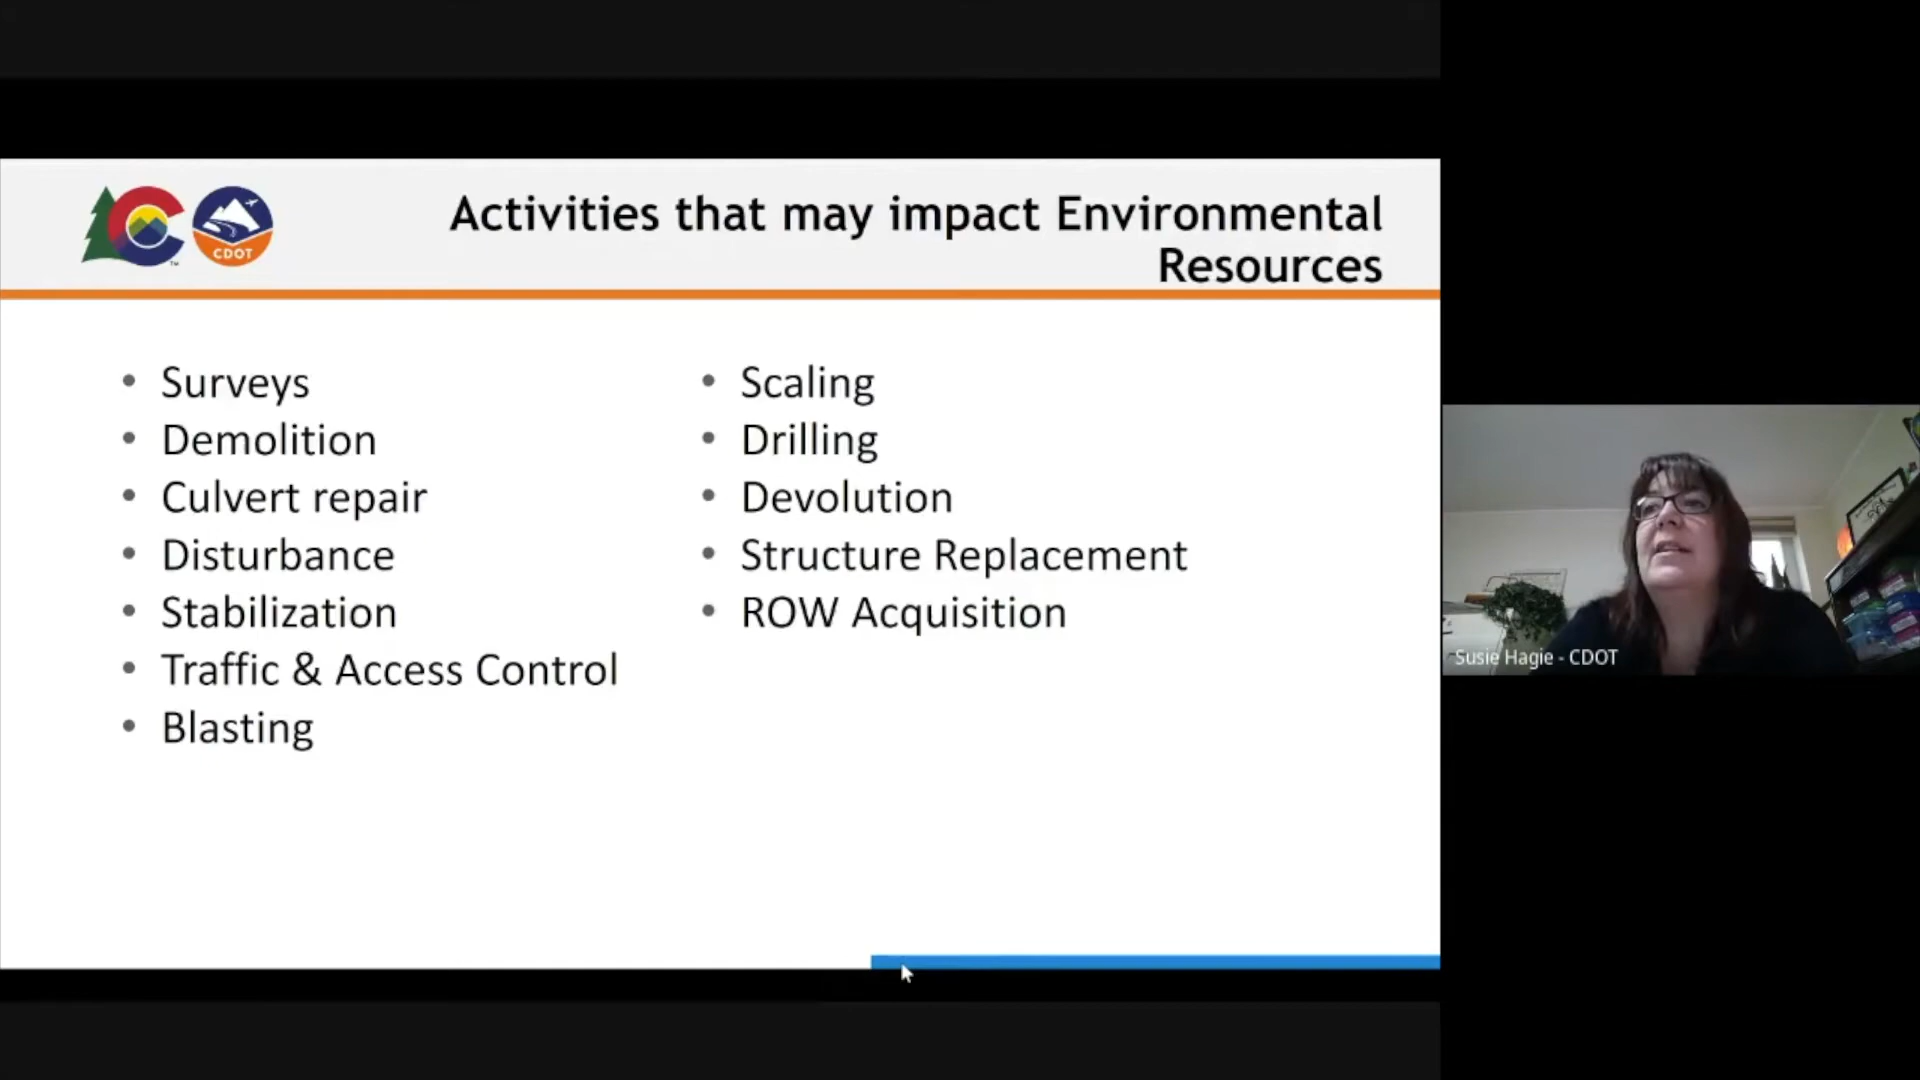 CDOT
Activities that may impact Environmental
Resources
• Surveys
• Demolition
• Culvert repair
• Disturbance
• Stabilization
• Traffic & Access Control
• Blasting
• Scaling
• Drilling
• Devolution
• Structure Replacement
• ROW Acquisition
Susie Hagie - CDOT